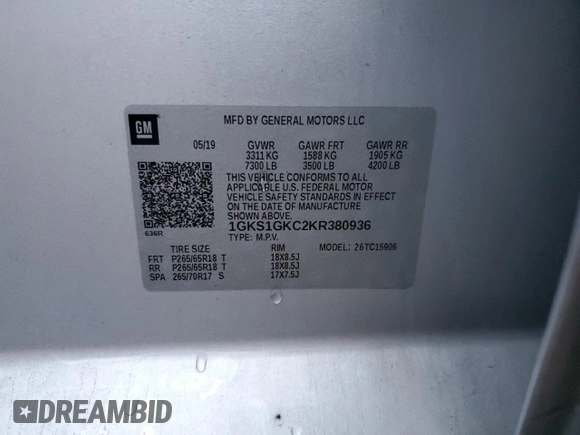 GM
MFD BY GENERAL MOTORS LLC
05/19 GVWR GAWR FRT GAWR RR
3311 KG 1588 KG 1905 KG
7300 LB 3500 LB 4200 LB
THIS VEHICLE CONFORMS TO ALL
APPLICABLE U.S. FEDERAL MOTOR
VEHICLE SAFETY STANDARDS IN EFFECT
ON THE DATE OF MANUFACTURE
SHOWN ABOVE.
1GKS1GKC2KR380936
636R
TYPE: M.P.V. MODEL: 26TC15906
TIRE SIZE RIM
FRT P265/65R18 T 18X8.5J
RR P265/65R18 T 18X8.5J
SPA 265/70R17 S 17X7.5J
DREAMBID